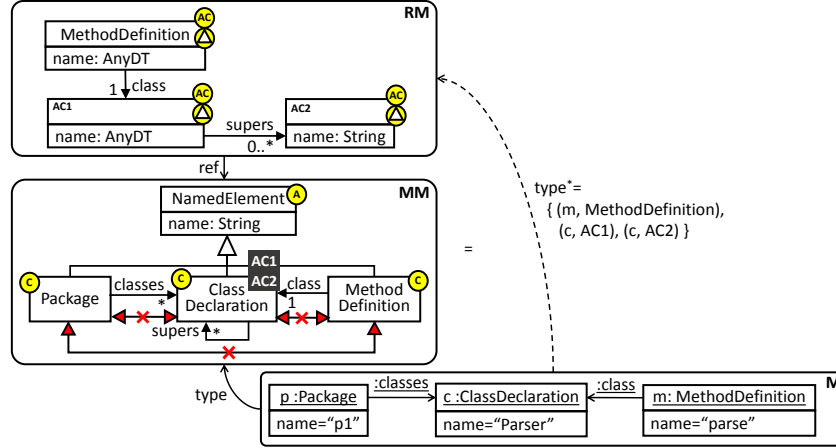 RM
AC
MethodDefinition
name: AnyDT
1 class
AC
AC1
name: AnyDT
supers
0..*
AC
AC2
name: String
ref
MM
NamedElement
A
name: String
AC1
AC2
C
Package
classes
*
C
Class
Declaration
class
1
C
Method
Definition
supers
*
type*=
{ (m, MethodDefinition),
(c, AC1), (c, AC2) }
=
type
M
p :Package
name="p1"
:classes
c :ClassDeclaration
name="Parser"
:class
m: MethodDefinition
name="parse"